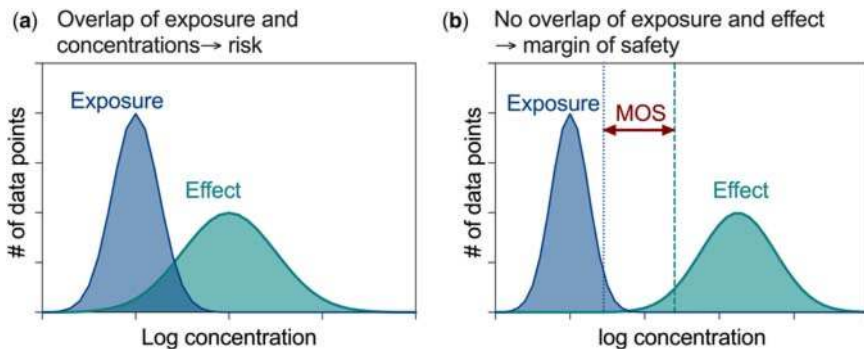 (a) Overlap of exposure and
concentrations→ risk
Exposure
Effect
# of data points
Log concentration
(b) No overlap of exposure and effect
→ margin of safety
Exposure
MOS
Effect
# of data points
log concentration